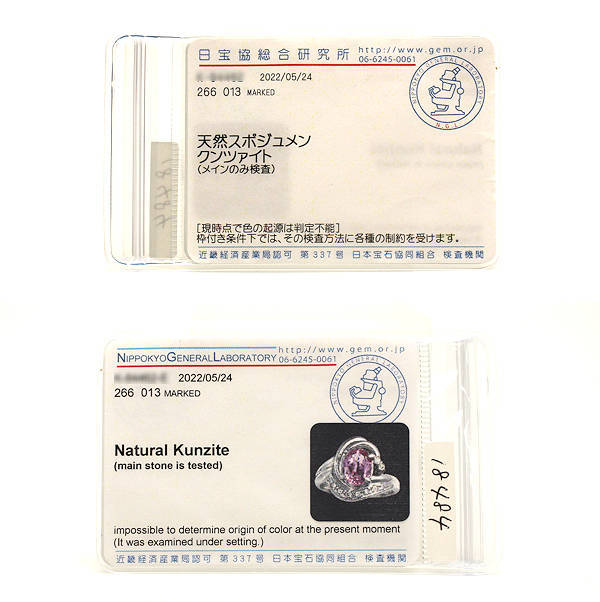 日宝協総合研究所
http://www.gem.or.jp
06-6245-0061
2022/05/24
266 013 MARKED
NIPPOKYO GENERAL LABORATORY
N.G.L.
天然スポジュメン
クンツァイト
(メインのみ検査)
18484
[現時点で色の起源は判定不能]
枠付き条件下では、その検査方法に各種の制約を受けます。
近畿経済産業局認可 第337号 日本宝石協同組合 検査機関
NIPPOKYO GENERAL LABORATORY
http://www.gem.or.jp
06-6245-0061
2022/05/24
266 013 MARKED
NIPPOKYO GENERAL LABORATORY
Natural Kunzite
(main stone is tested)
18484
impossible to determine origin of color at the present moment
(It was examined under setting.)
近畿経済産業局認可 第337号 日本宝石協同組合 検査機関